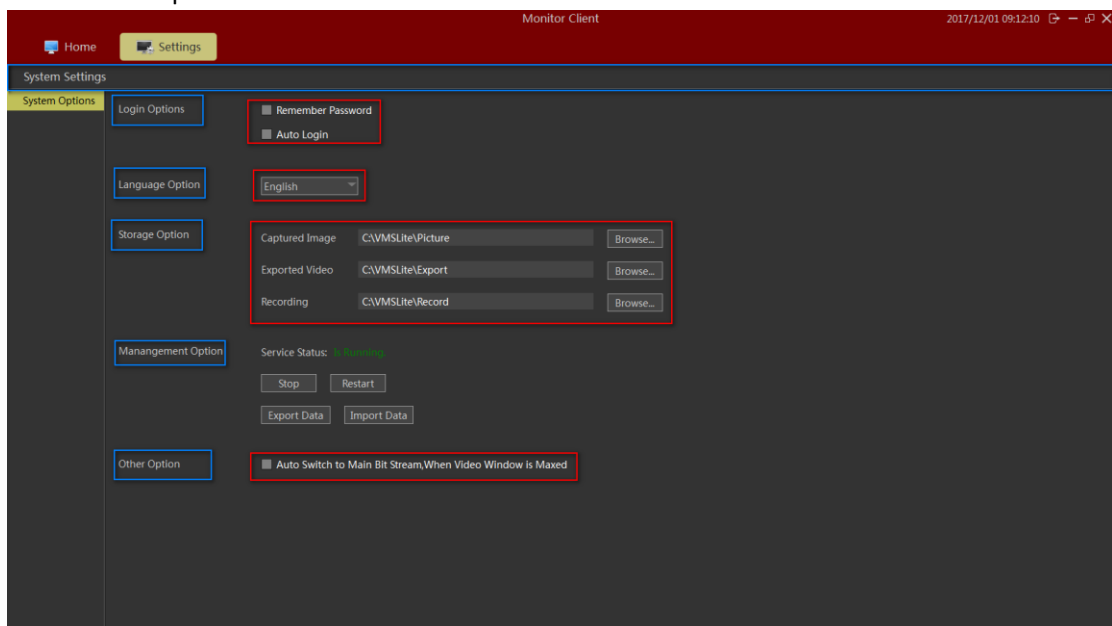 Monitor Client 2017/12/01 09:12:10
Home Settings
System Settings
System Options
Login Options
Remember Password
Auto Login
Language Option
English
Storage Option
Captured Image C:\VMSLite\Picture Browse...
Exported Video C:\VMSLite\Export Browse...
Recording C:\VMSLite\Record Browse...
Manangement Option
Service Status: Is Running.
Stop Restart
Export Data Import Data
Other Option
Auto Switch to Main Bit Stream,When Video Window is Maxed